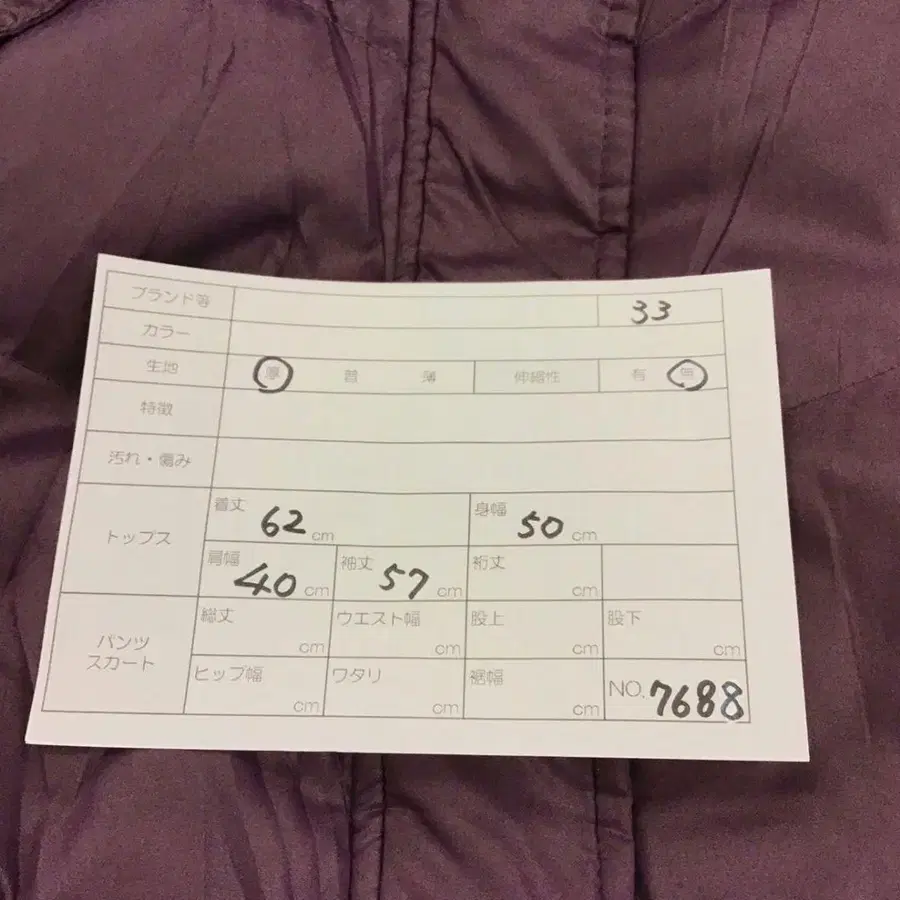 ブランド等 33
カラー
生地 厚 普 薄 伸縮性 有 無
特徴
汚れ・傷み
トップス
着丈 62 cm 身幅 50 cm
肩幅 40 cm 袖丈 57 cm 裄丈 cm
パンツ
スカート
総丈 cm ウエスト幅 cm 股上 cm 股下 cm
ヒップ幅 cm ワタリ cm 裾幅 cm NO. 7688